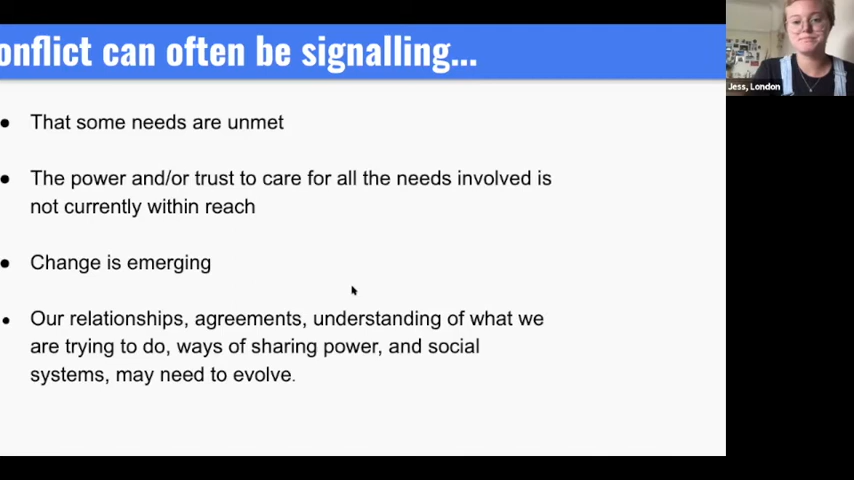 onflict can often be signalling...
● That some needs are unmet
● The power and/or trust to care for all the needs involved is
not currently within reach
● Change is emerging
● Our relationships, agreements, understanding of what we
are trying to do, ways of sharing power, and social
systems, may need to evolve.
Jess, London